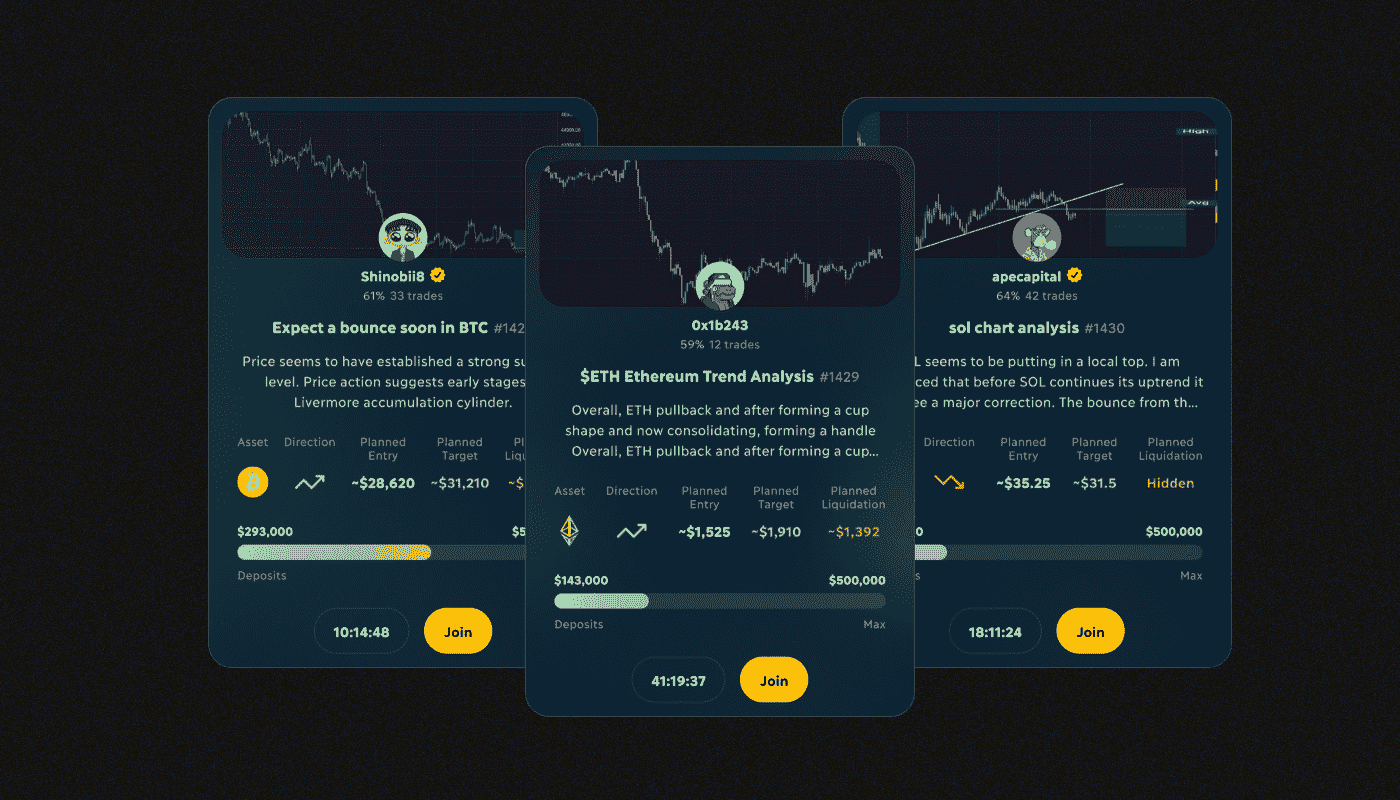 44000.00
Shinobii8
61% 33 trades
Expect a bounce soon in BTC #142
Price seems to have established a strong su
level. Price action suggests early stages
Livermore accumulation cylinder.
Asset
Direction
Planned
Entry
Planned
Target
Pl
Liqu
~$28,620
~$31,210
~$
$293,000
$5
Deposits
10:14:48
Join
0x1b243
59% 12 trades
$ETH Ethereum Trend Analysis #1429
Overall, ETH pullback and after forming a cup
shape and now consolidating, forming a handle
Overall, ETH pullback and after forming a cup...
Asset
Direction
Planned
Entry
Planned
Target
Planned
Liquidation
~$1,525
~$1,910
~$1,392
$143,000
$500,000
Deposits
Max
41:19:37
Join
High
Avg
apecapital
64% 42 trades
sol chart analysis #1430
L seems to be putting in a local top. I am
ced that before SOL continues its uptrend it
ee a major correction. The bounce from th...
Direction
Planned
Entry
Planned
Target
Planned
Liquidation
~$35.25
~$31.5
Hidden
0
$500,000
s
Max
18:11:24
Join